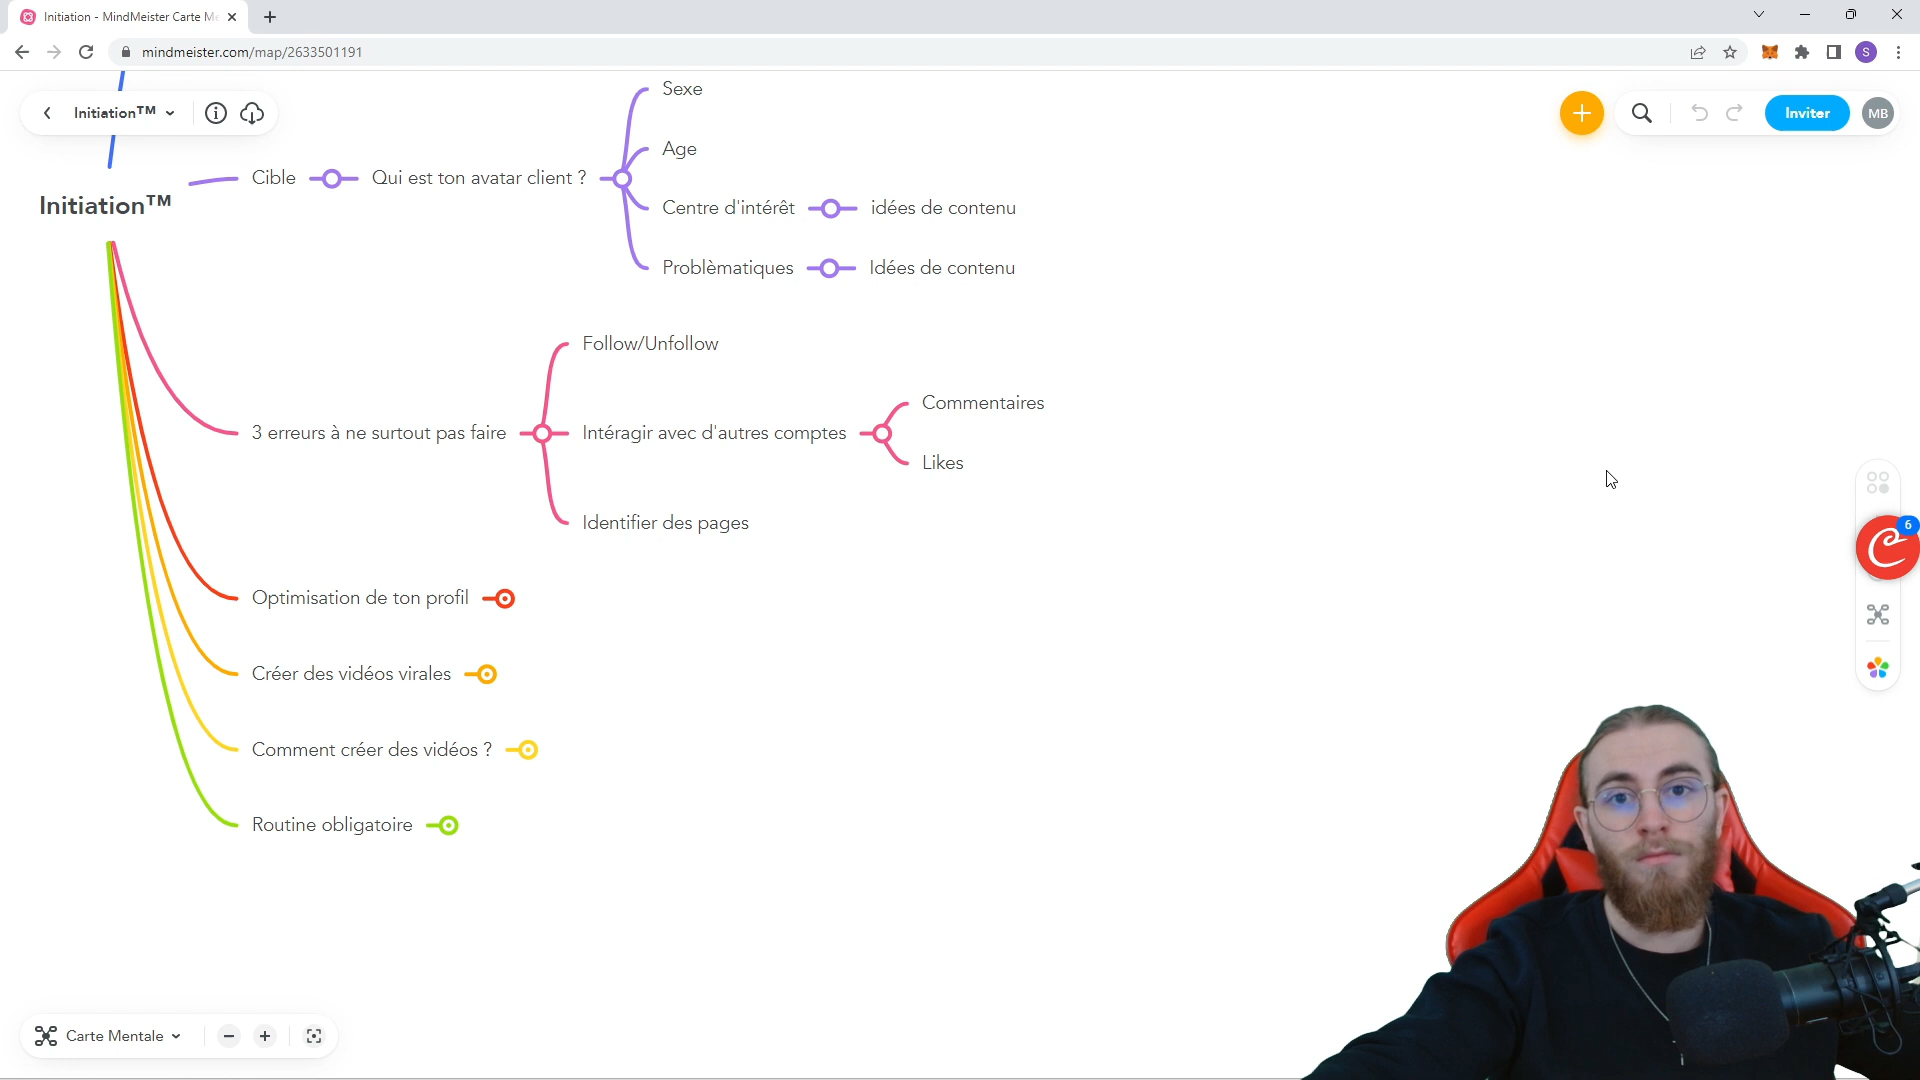 Initiation - MindMeister Carte Me
mindmeister.com/map/2633501191
S
Initiation™
Inviter
MB
Sexe
Age
Cible
Qui est ton avatar client ?
Initiation™
Centre d'intérêt
idées de contenu
Problèmatiques
Idées de contenu
Follow/Unfollow
Commentaires
3 erreurs à ne surtout pas faire
Intéragir avec d'autres comptes
Likes
Identifier des pages
6
Optimisation de ton profil
Créer des vidéos virales
Comment créer des vidéos ?
Routine obligatoire
Carte Mentale